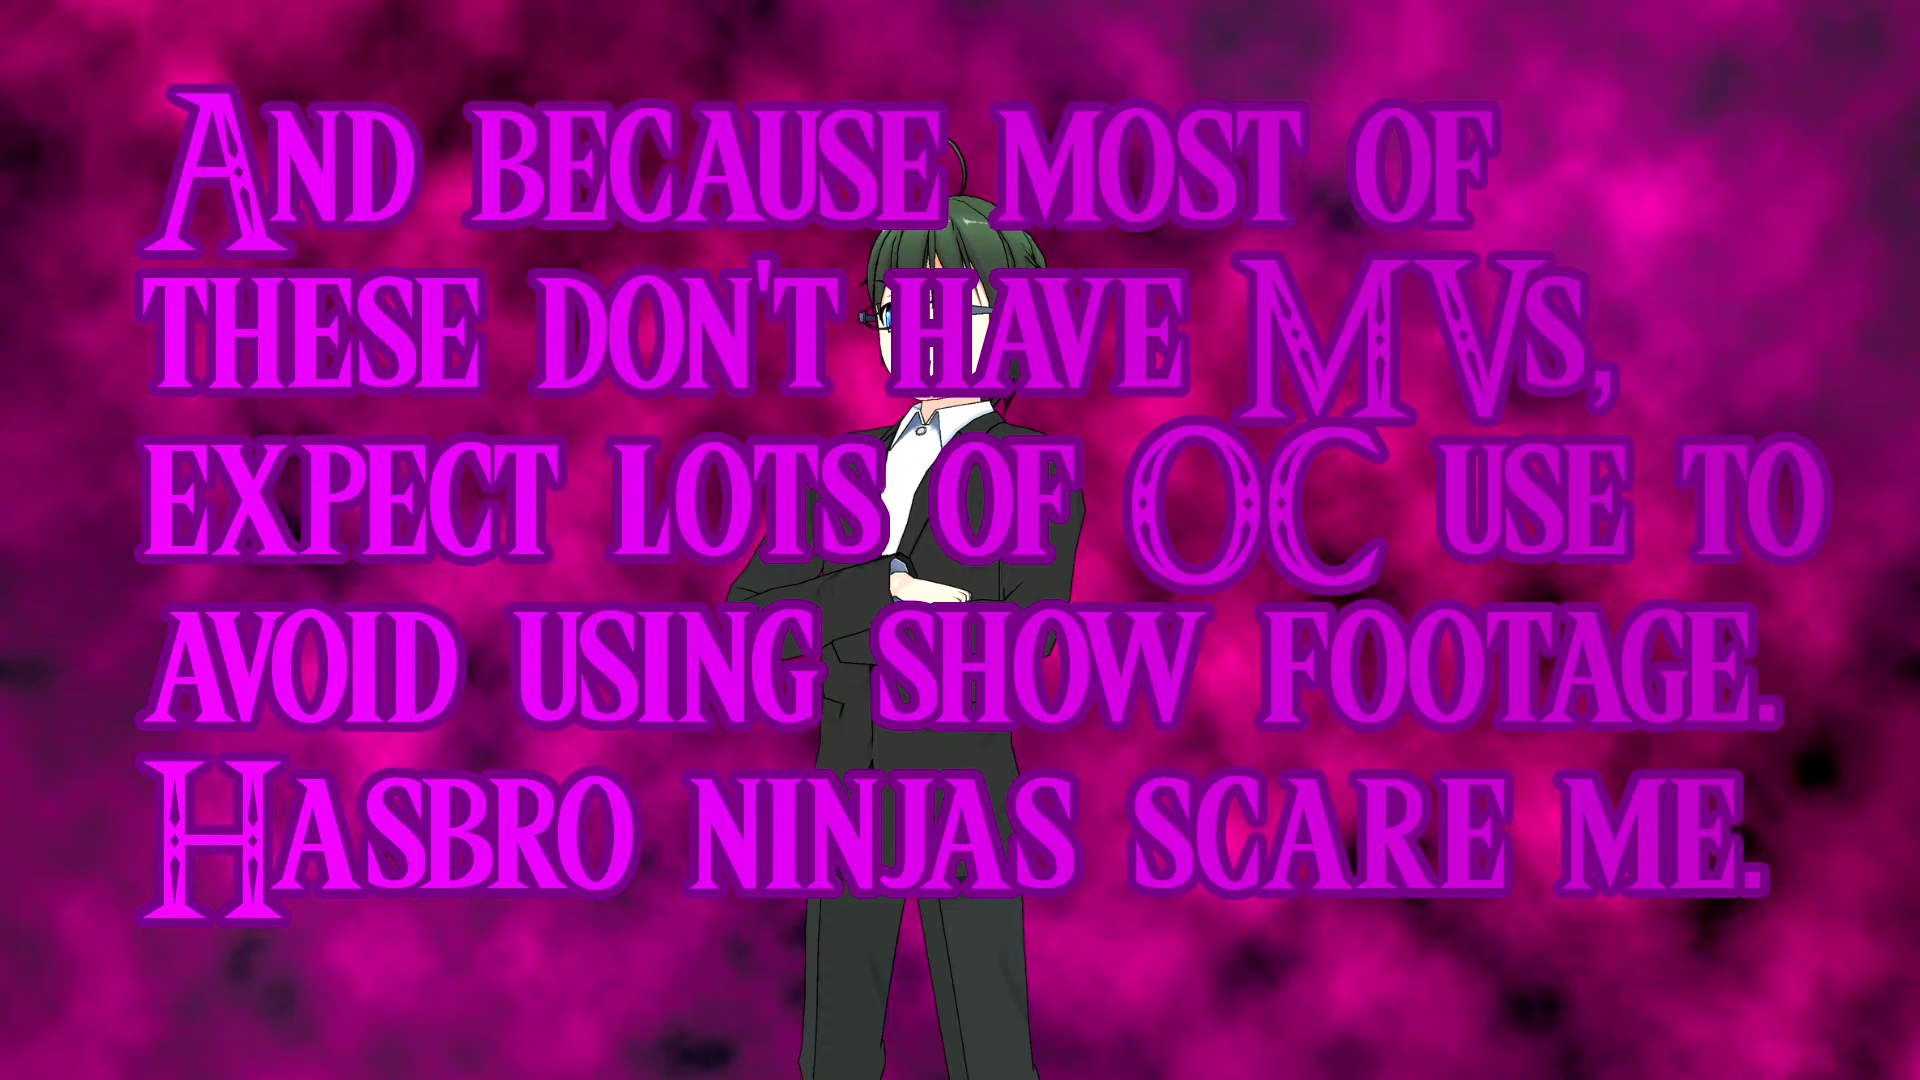 And because most of
these don't have MVs,
expect lots of OC use to
avoid using show footage.
Hasbro ninjas scare me.